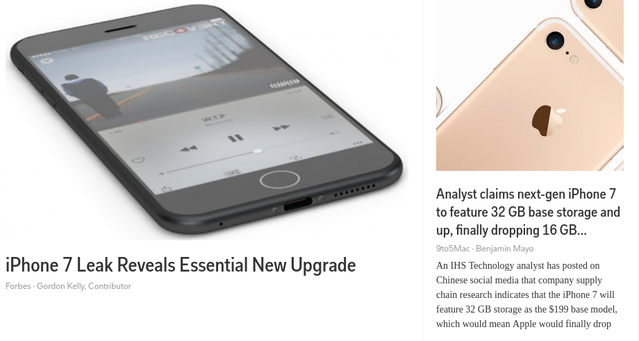 RECOVERY
W.T.P
iPhone 7 Leak Reveals Essential New Upgrade
Forbes · Gordon Kelly, Contributor
Analyst claims next-gen iPhone 7
to feature 32 GB base storage and
up, finally dropping 16 GB...
9to5Mac · Benjamin Mayo
An IHS Technology analyst has posted on
Chinese social media that company supply
chain research indicates that the iPhone 7 will
feature 32 GB storage as the $199 base model,
which would mean Apple would finally drop